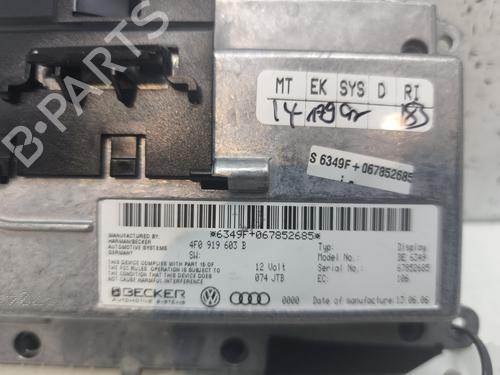 MT EK SYS D RI
14
S 6349F+067852685
*6349F+067852685*
MANUFACTURED BY:
HARMAN/BECKER
AUTOMOTIVE SYSTEMS
GERMANY
4F0 919 603 B
SW:
Typ: Display
Model No.: BE 6349
Serial No.: 67852685
EC: 106
THIS DEVICE COMPLIES WITH PART 15 OF
THE FCC RULES OPERATION IS SUBJECT
TO THE CONDITION THAT THIS DEVICE
DOES NOT CAUSE HARMFUL INTERFERENCE
12 Volt
074 JTB
BECKER
AUTOMOTIVE SYSTEMS
0000
Date of manufacture: 13.06.06
B-PARTS